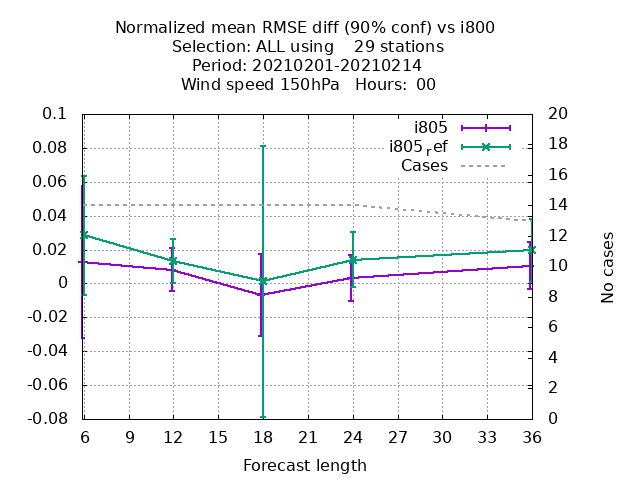 Normalized mean RMSE diff (90% conf) vs i800
Selection: ALL using    29 stations
Period: 20210201-20210214
Wind speed 150hPa   Hours:  00
0.1
0.08
0.06
0.04
0.02
0
-0.02
-0.04
-0.06
-0.08
i805
i805ref
Cases
20
18
16
14
12
10
8
6
4
2
0
No cases
6 9 12 15 18 21 24 27 30 33 36
Forecast length